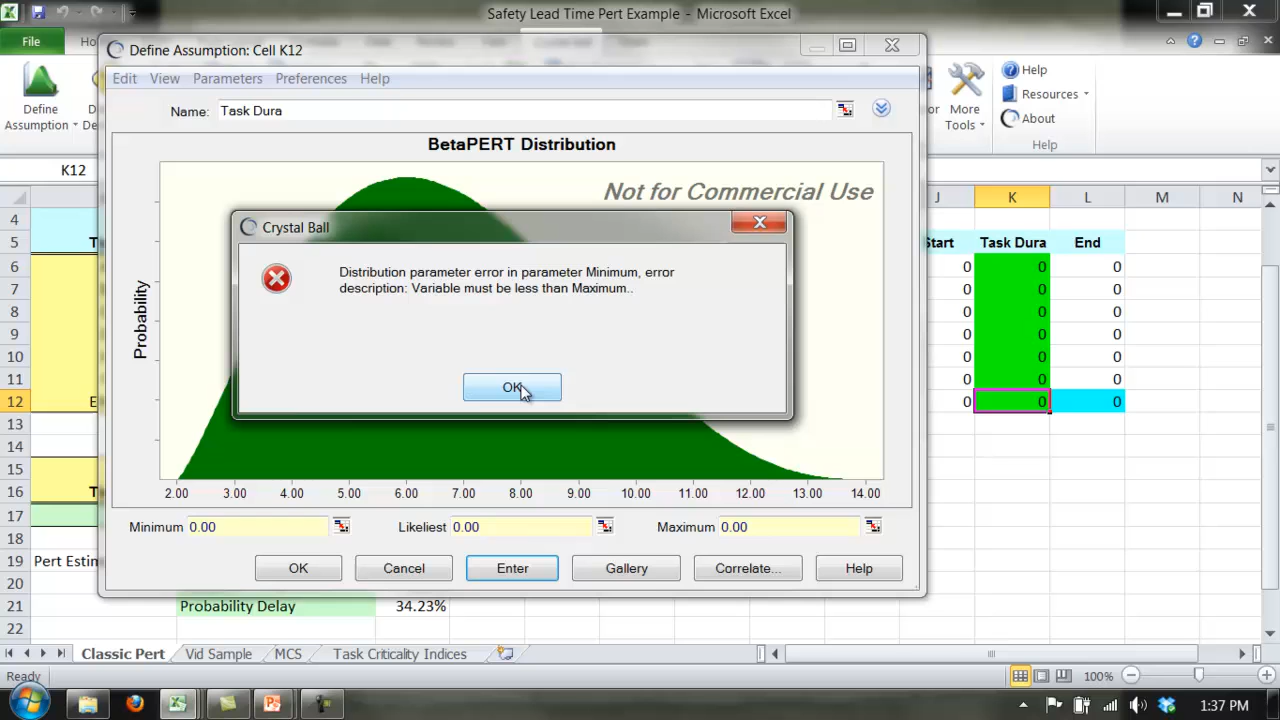 Safety Lead Time Pert Example - Microsoft Excel
File
Define Assumption: Cell K12
Edit View Parameters Preferences Help
Name: Task Dura
Define
Assumption
More
Tools
Help
Resources
About
Help
K12
BetaPERT Distribution
Not for Commercial Use
Probability
Crystal Ball
Distribution parameter error in parameter Minimum, error
description: Variable must be less than Maximum..
OK
2.00 3.00 4.00 5.00 6.00 7.00 8.00 9.00 10.00 11.00 12.00 13.00 14.00
Minimum 0.00 Likeliest 0.00 Maximum 0.00
OK Cancel Enter Gallery Correlate... Help
J K L M N
4
5 T Start Task Dura End
6 0 0 0
7 0 0 0
8 0 0 0
9 0 0 0
10 0 0 0
11 0 0 0
12 E 0 0 0
13
14
15
16 T
17
18
19 Pert Estim
20
21 Probability Delay 34.23%
22
Classic Pert Vid Sample MCS Task Criticality Indices
Ready 100%
1:37 PM